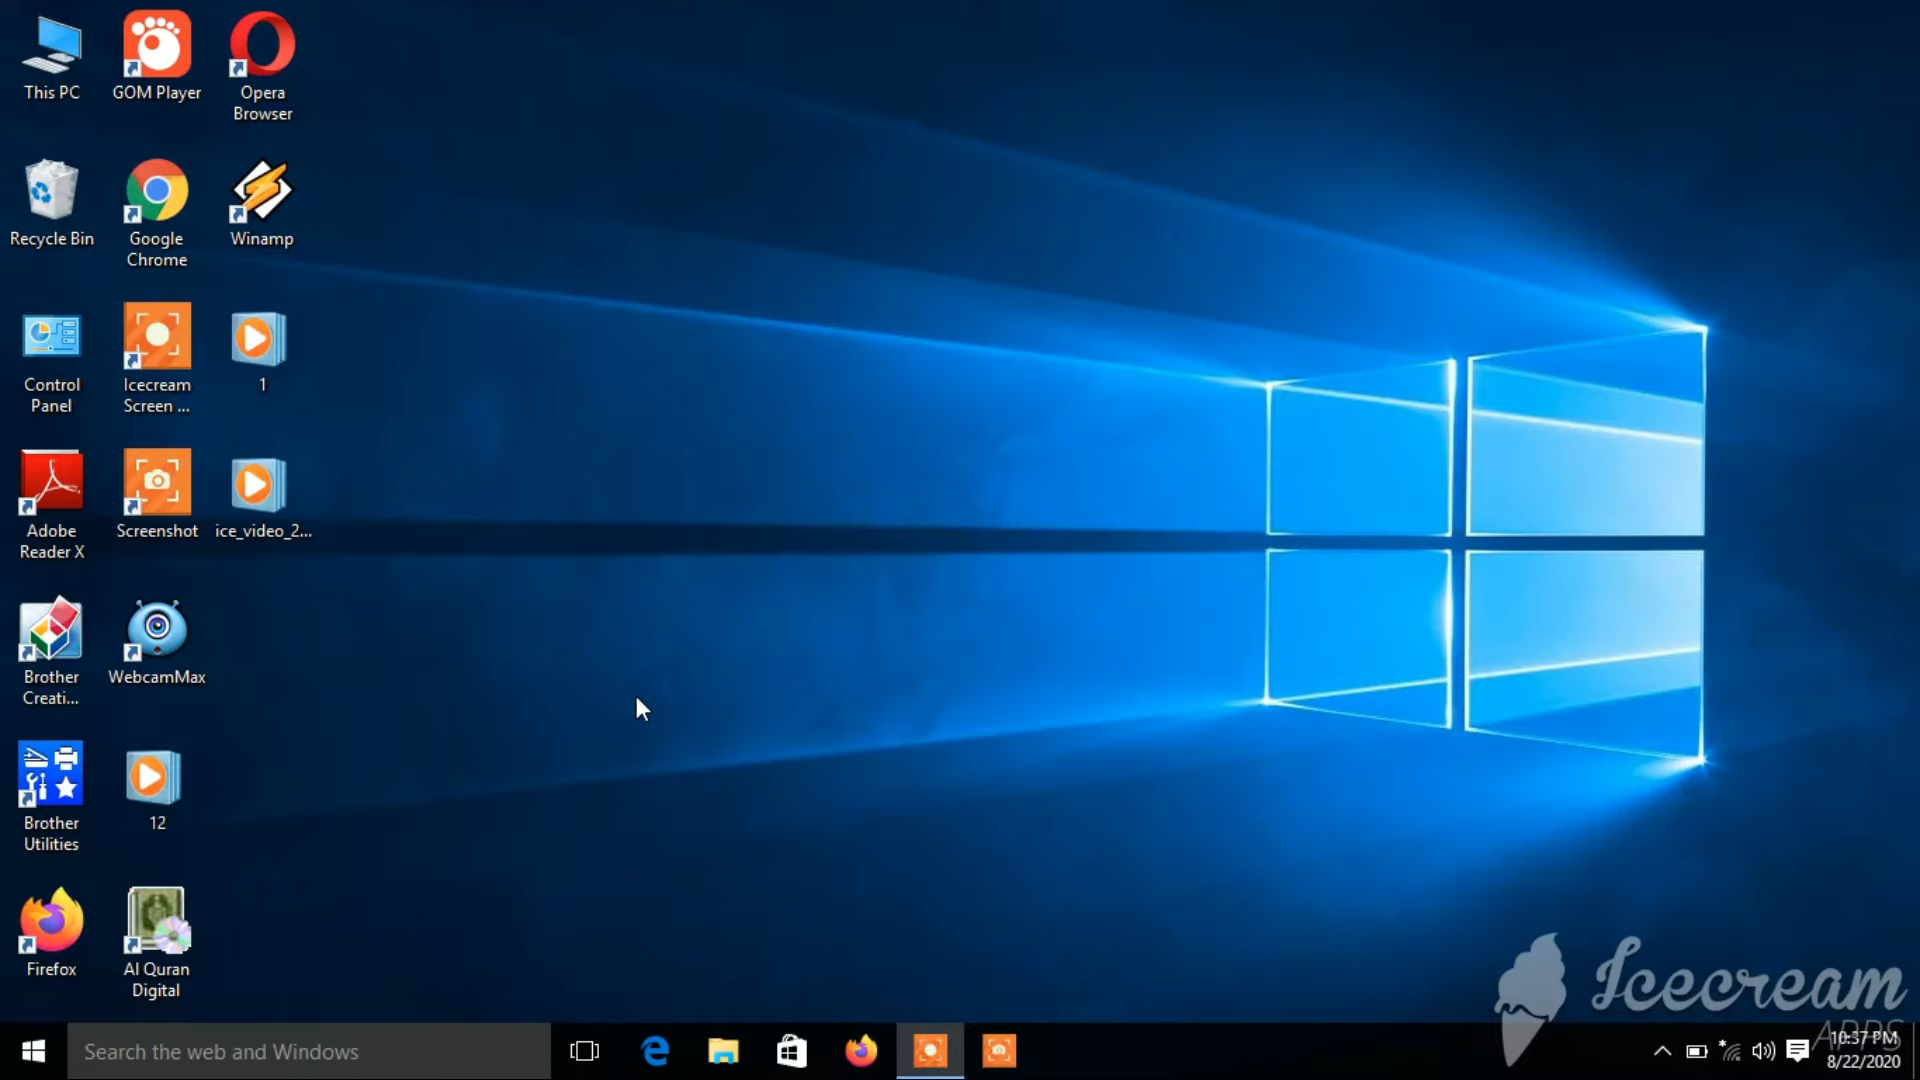 This PC
GOM Player
Opera
Browser
Recycle Bin
Google
Chrome
Winamp
Control
Panel
Icecream
Screen ...
1
Adobe
Reader X
Screenshot
ice_video_2...
Brother
Creati...
WebcamMax
Brother
Utilities
12
Firefox
Al Quran
Digital
Icecream
APPS
Search the web and Windows
10:37 PM
8/22/2020